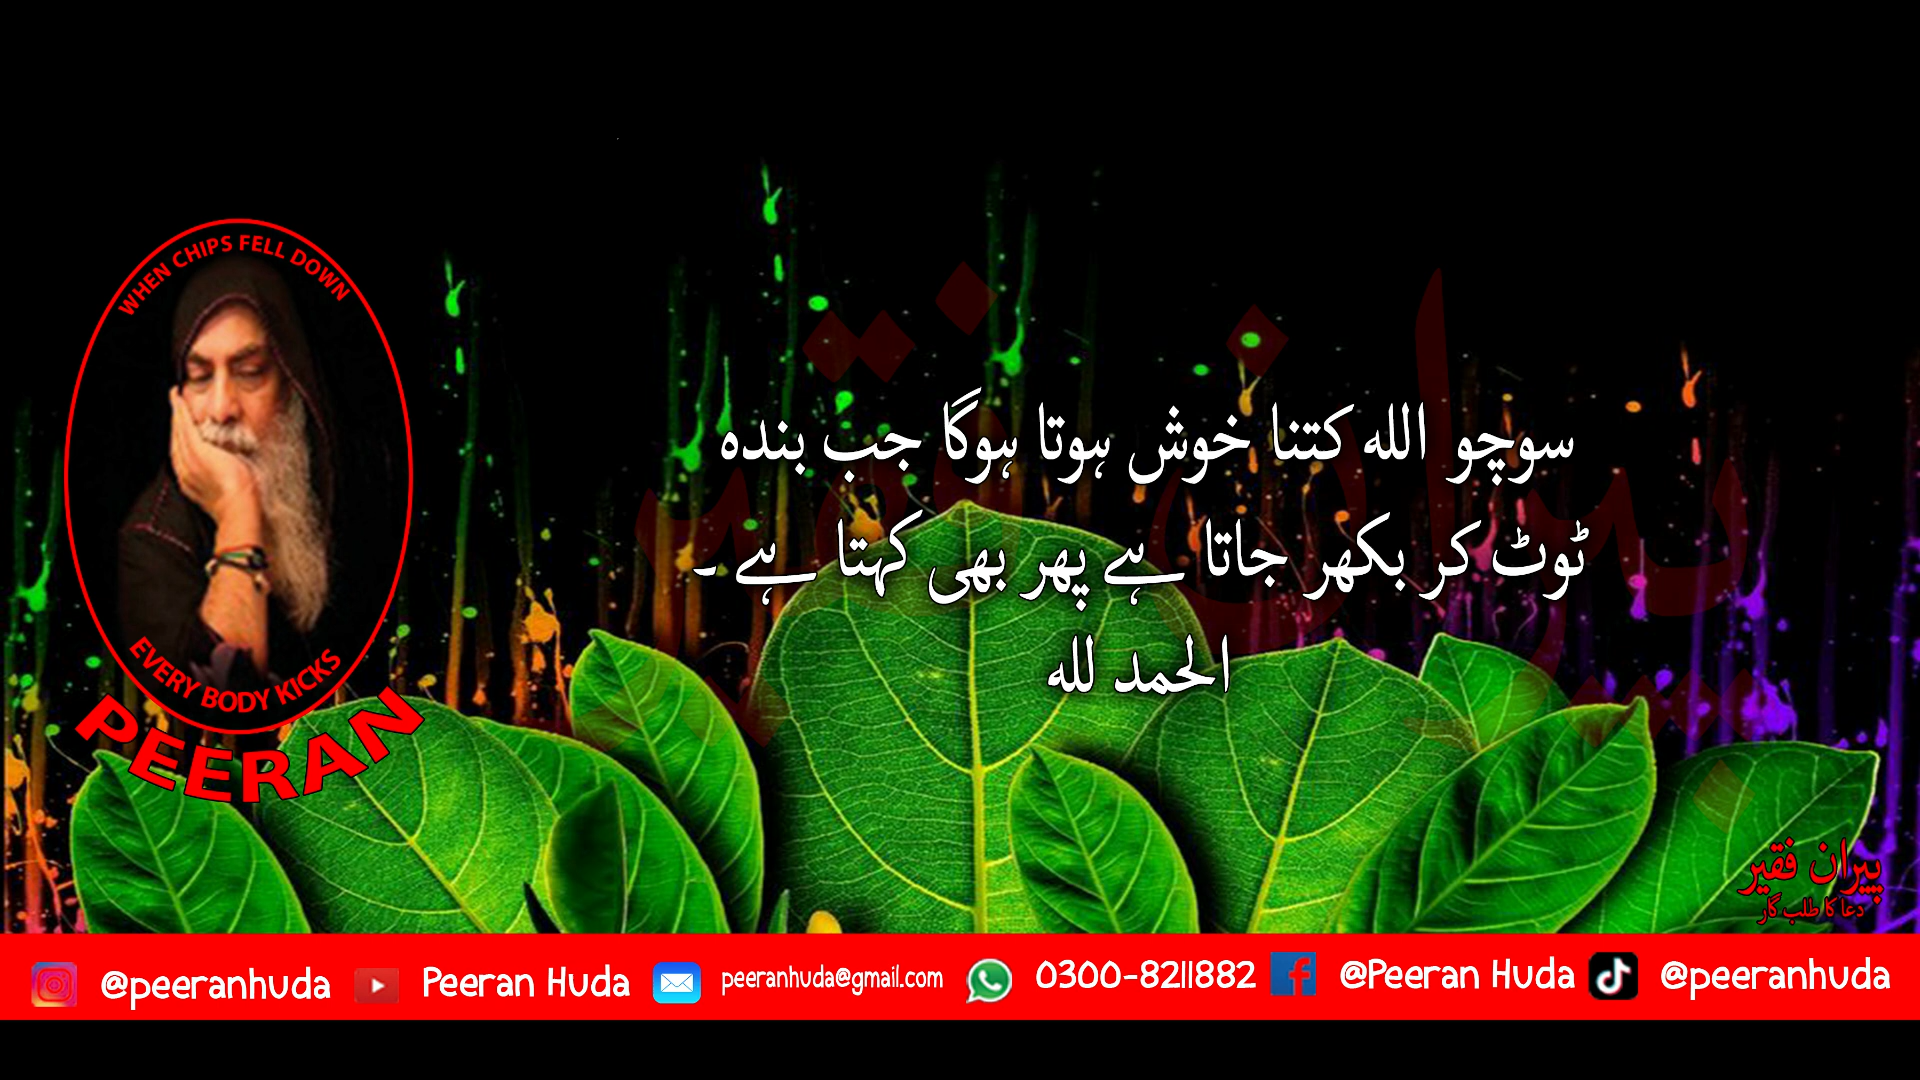 WHEN CHIPS FELL DOWN
EVERY BODY KICKS
PEERAN
سوچو اللہ کتنا خوش ہوتا ہوگا جب بندہ
ٹوٹ کر بکھر جاتا ہے پھر بھی کہتا ہے ۔
الحمد للہ
پیران فقیر
پیران فقیر
دعا کا طلب گار
@peeranhuda
Peeran Huda
peeranhuda@gmail.com
0300-8211882
@Peeran Huda
@peeranhuda